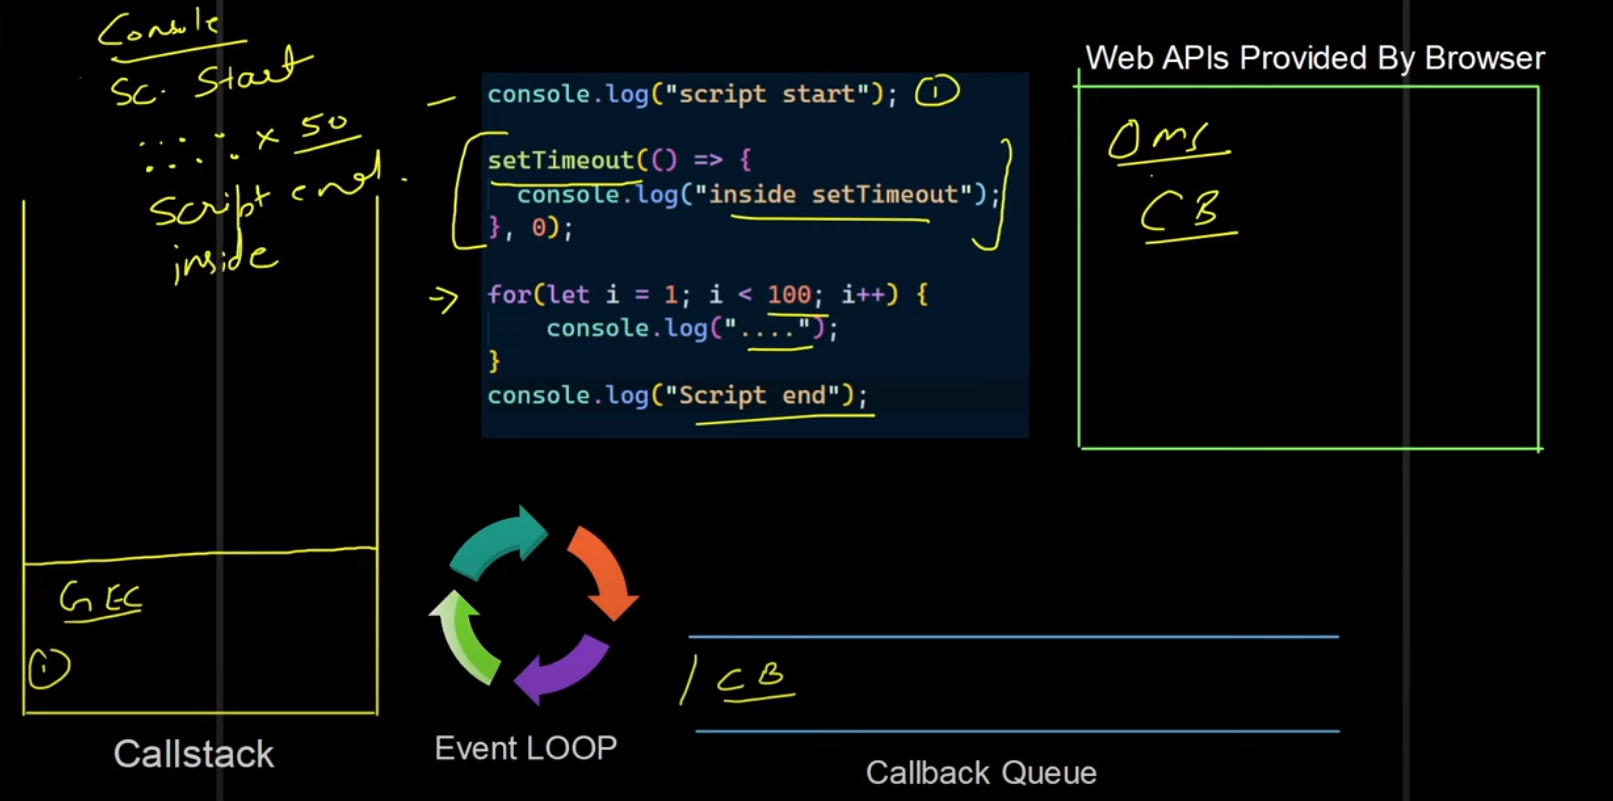 Console
Sc. Start
..... x 50
Script end.
inside
console.log("script start"); ①
setTimeout(() => {
console.log("inside setTimeout");
}, 0);
for(let i = 1; i < 100; i++) {
console.log("....");
}
console.log("Script end");
Web APIs Provided By Browser
0ms
CB
GEC
①
Callstack
Event LOOP
CB
Callback Queue